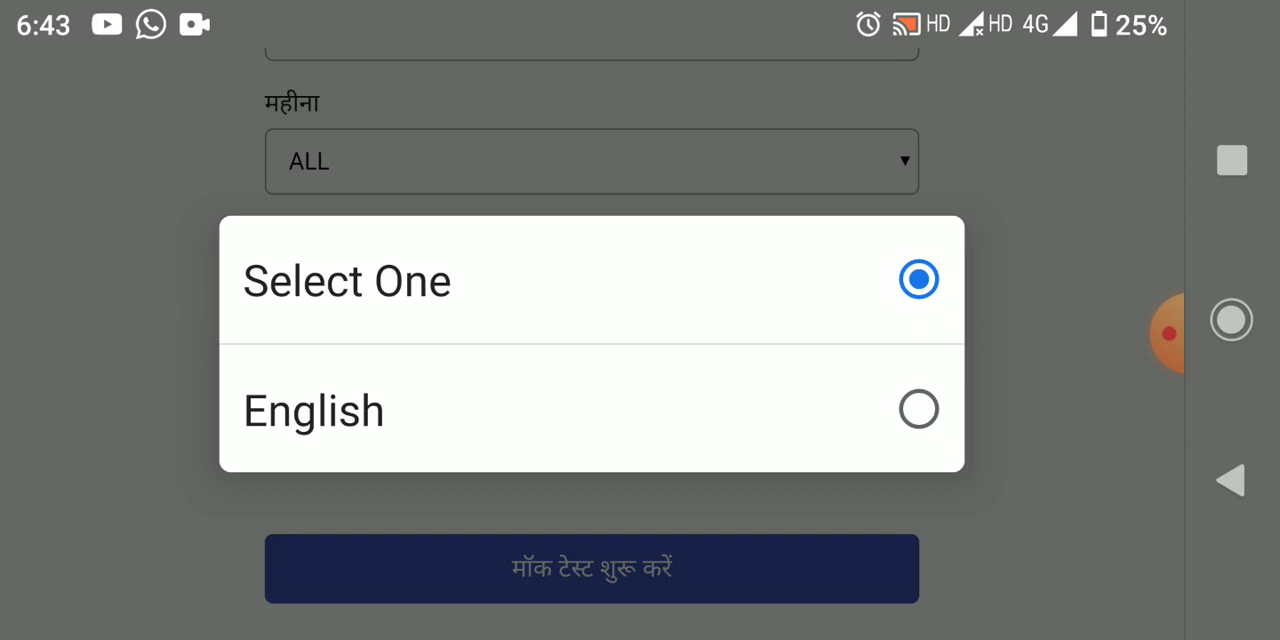 6:43 HD HD 4G 25%
महीना
ALL
Select One
English
मॉक टेस्ट शुरू करें